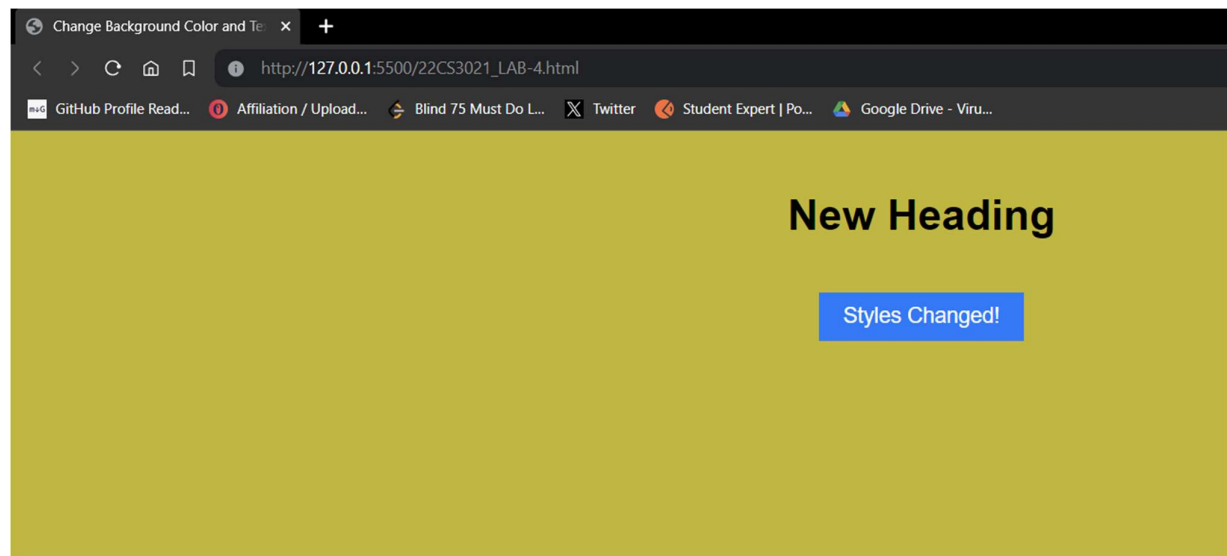 Change Background Color and Te
http://127.0.0.1:5500/22CS3021_LAB-4.html
GitHub Profile Read... Affiliation / Upload... Blind 75 Must Do L... Twitter Student Expert | Po... Google Drive - Viru...
New Heading
Styles Changed!